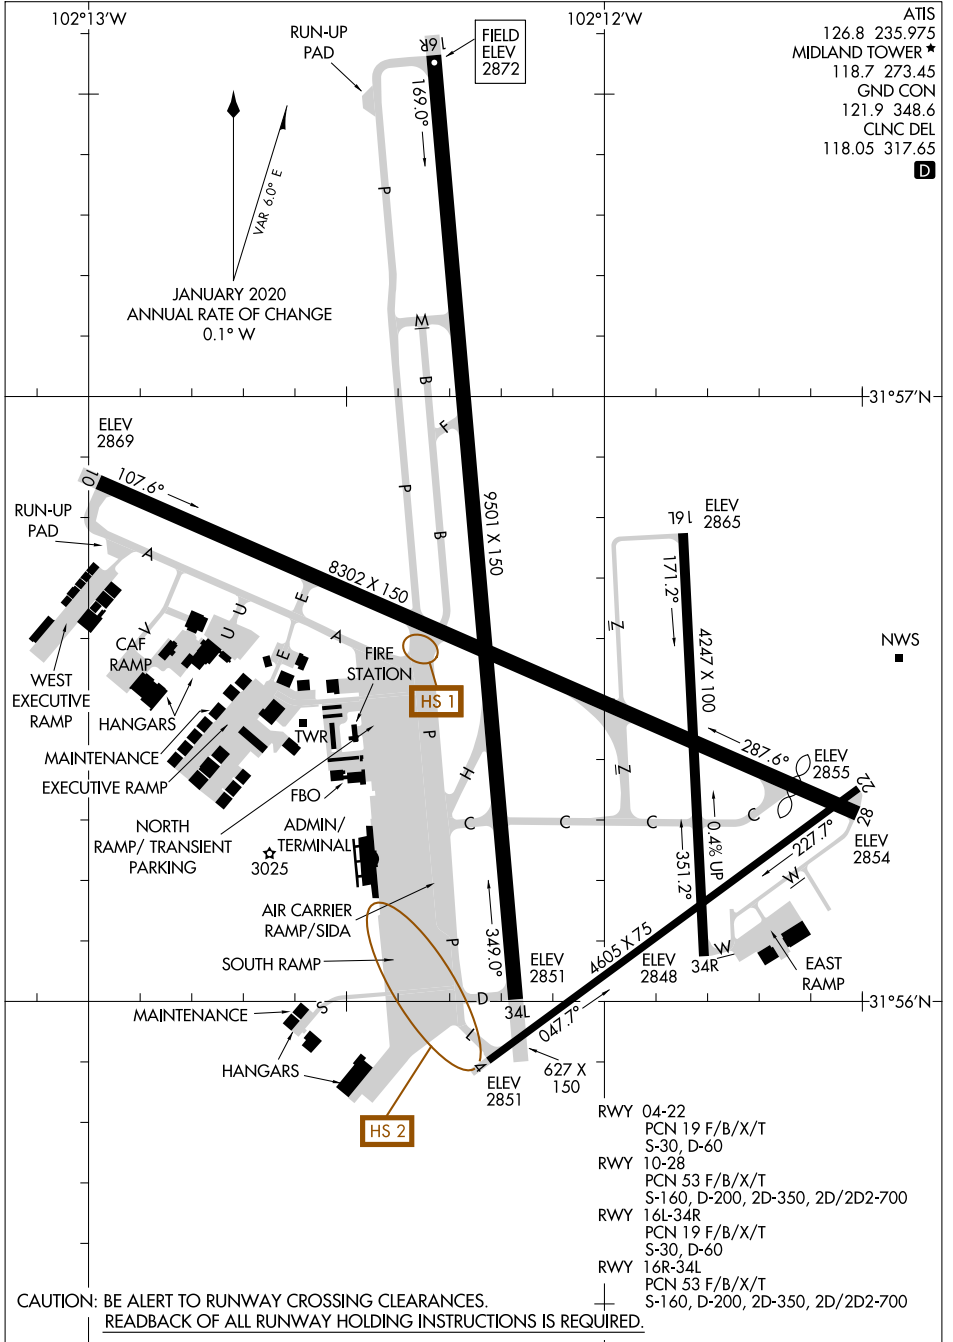 102°13'W
102°12'W
ATIS
126.8 235.975
MIDLAND TOWER ★
118.7 273.45
GND CON
121.9 348.6
CLNC DEL
118.05 317.65
D
RUN-UP
PAD
16R
FIELD
ELEV
2872
169.0°
VAR 6.0° E
JANUARY 2020
ANNUAL RATE OF CHANGE
0.1° W
P
M
B
F
31°57'N
ELEV
2869
10
107.6°
RUN-UP
PAD
A
8302 X 150
P
B
9501 X 150
16L
ELEV
2865
171.2°
4247 X 100
Z
NWS
V
U
U
E
E
A
CAF
RAMP
WEST
EXECUTIVE
RAMP
HANGARS
MAINTENANCE
EXECUTIVE RAMP
FIRE
STATION
TWR
HS 1
P
H
Z
287.6°
ELEV
2855
22
28
ELEV
2854
FBO
NORTH
RAMP/ TRANSIENT
PARKING
ADMIN/
TERMINAL
3025
C
C
C
C
0.4% UP
351.2°
227.7°
W
AIR CARRIER
RAMP/SIDA
SOUTH RAMP
P
349.0°
ELEV
2851
4605 X 75
ELEV
2848
34R
W
EAST
RAMP
31°56'N
MAINTENANCE
S
D
34L
L
047.7°
HANGARS
4
ELEV
2851
627 X
150
HS 2
RWY 04-22
PCN 19 F/B/X/T
S-30, D-60
RWY 10-28
PCN 53 F/B/X/T
S-160, D-200, 2D-350, 2D/2D2-700
RWY 16L-34R
PCN 19 F/B/X/T
S-30, D-60
RWY 16R-34L
PCN 53 F/B/X/T
S-160, D-200, 2D-350, 2D/2D2-700
CAUTION: BE ALERT TO RUNWAY CROSSING CLEARANCES.
READBACK OF ALL RUNWAY HOLDING INSTRUCTIONS IS REQUIRED.